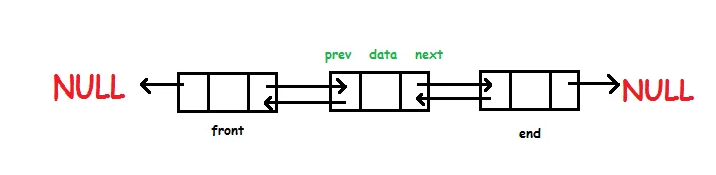 prev data next
NULL
NULL
front
end